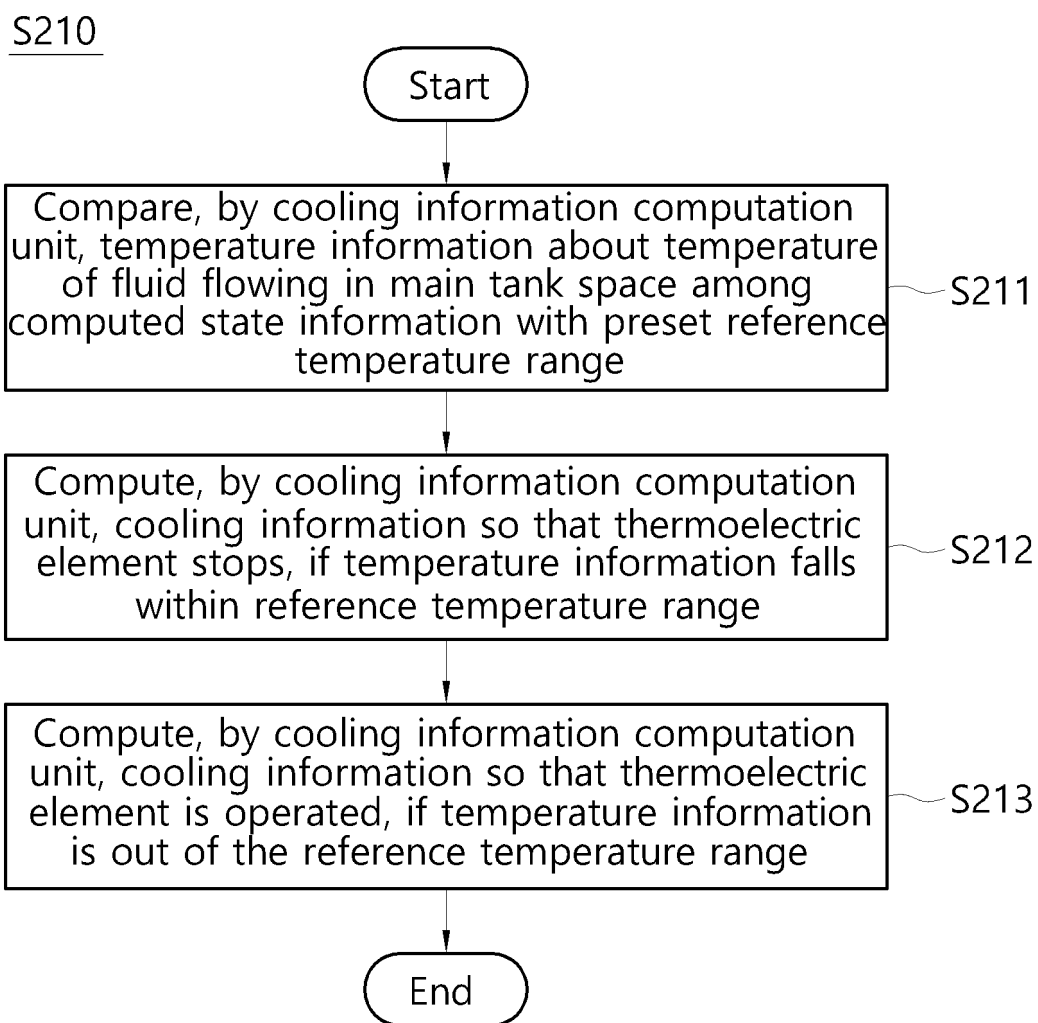 S210
Start
Compare, by cooling information computation
unit, temperature information about temperature
of fluid flowing in main tank space among
computed state information with preset reference
temperature range
S211
Compute, by cooling information computation
unit, cooling information so that thermoelectric
element stops, if temperature information falls
within reference temperature range
S212
Compute, by cooling information computation
unit, cooling information so that thermoelectric
element is operated, if temperature information
is out of the reference temperature range
S213
End